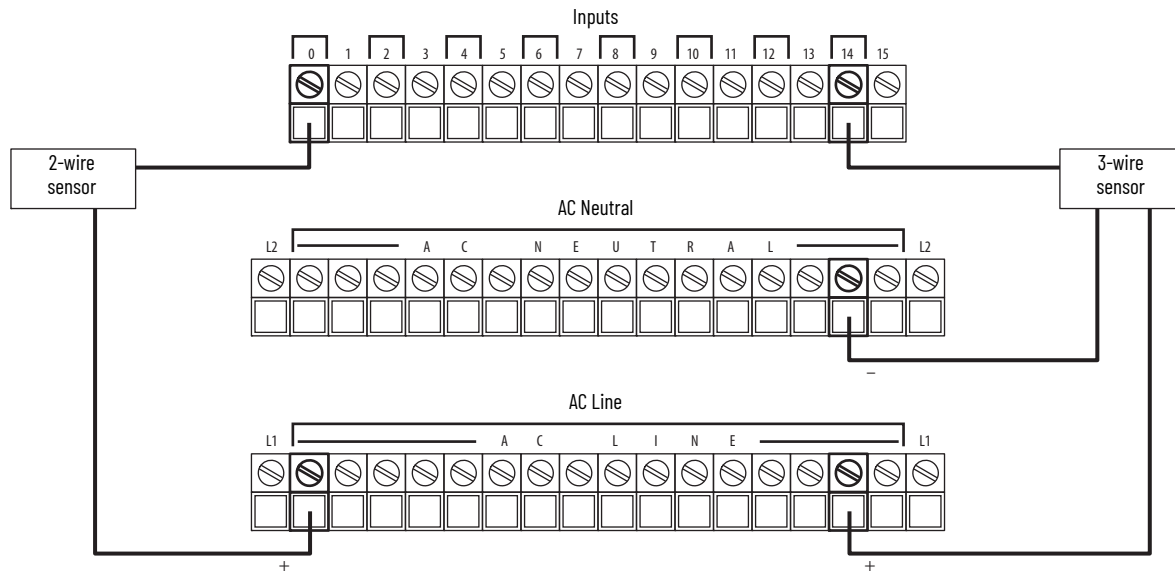 Inputs
0 1 2 3 4 5 6 7 8 9 10 11 12 13 14 15
2-wire
sensor
3-wire
sensor
AC Neutral
L2 A C N E U T R A L L2
–
AC Line
L1 A C L I N E L1
+ +